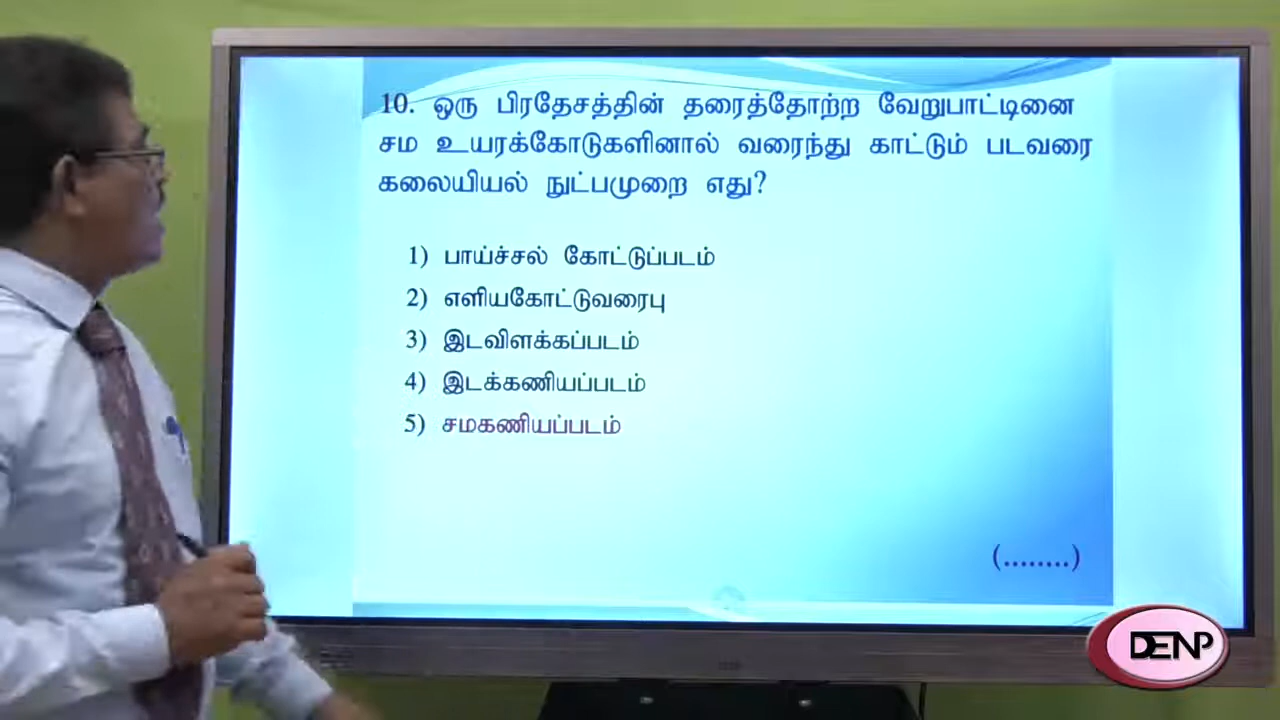 10. ஒரு பிரதேசத்தின் தரைத்தோற்ற வேறுபாட்டினை
சம உயரக்கோடுகளினால் வரைந்து காட்டும் படவரை
கலையியல் நுட்பமுறை எது?
1) பாய்ச்சல் கோட்டுப்படம்
2) எளியகோட்டுவரைபு
3) இடவிளக்கப்படம்
4) இடக்கணியப்படம்
5) சமகணியப்படம்
(........)
DENP